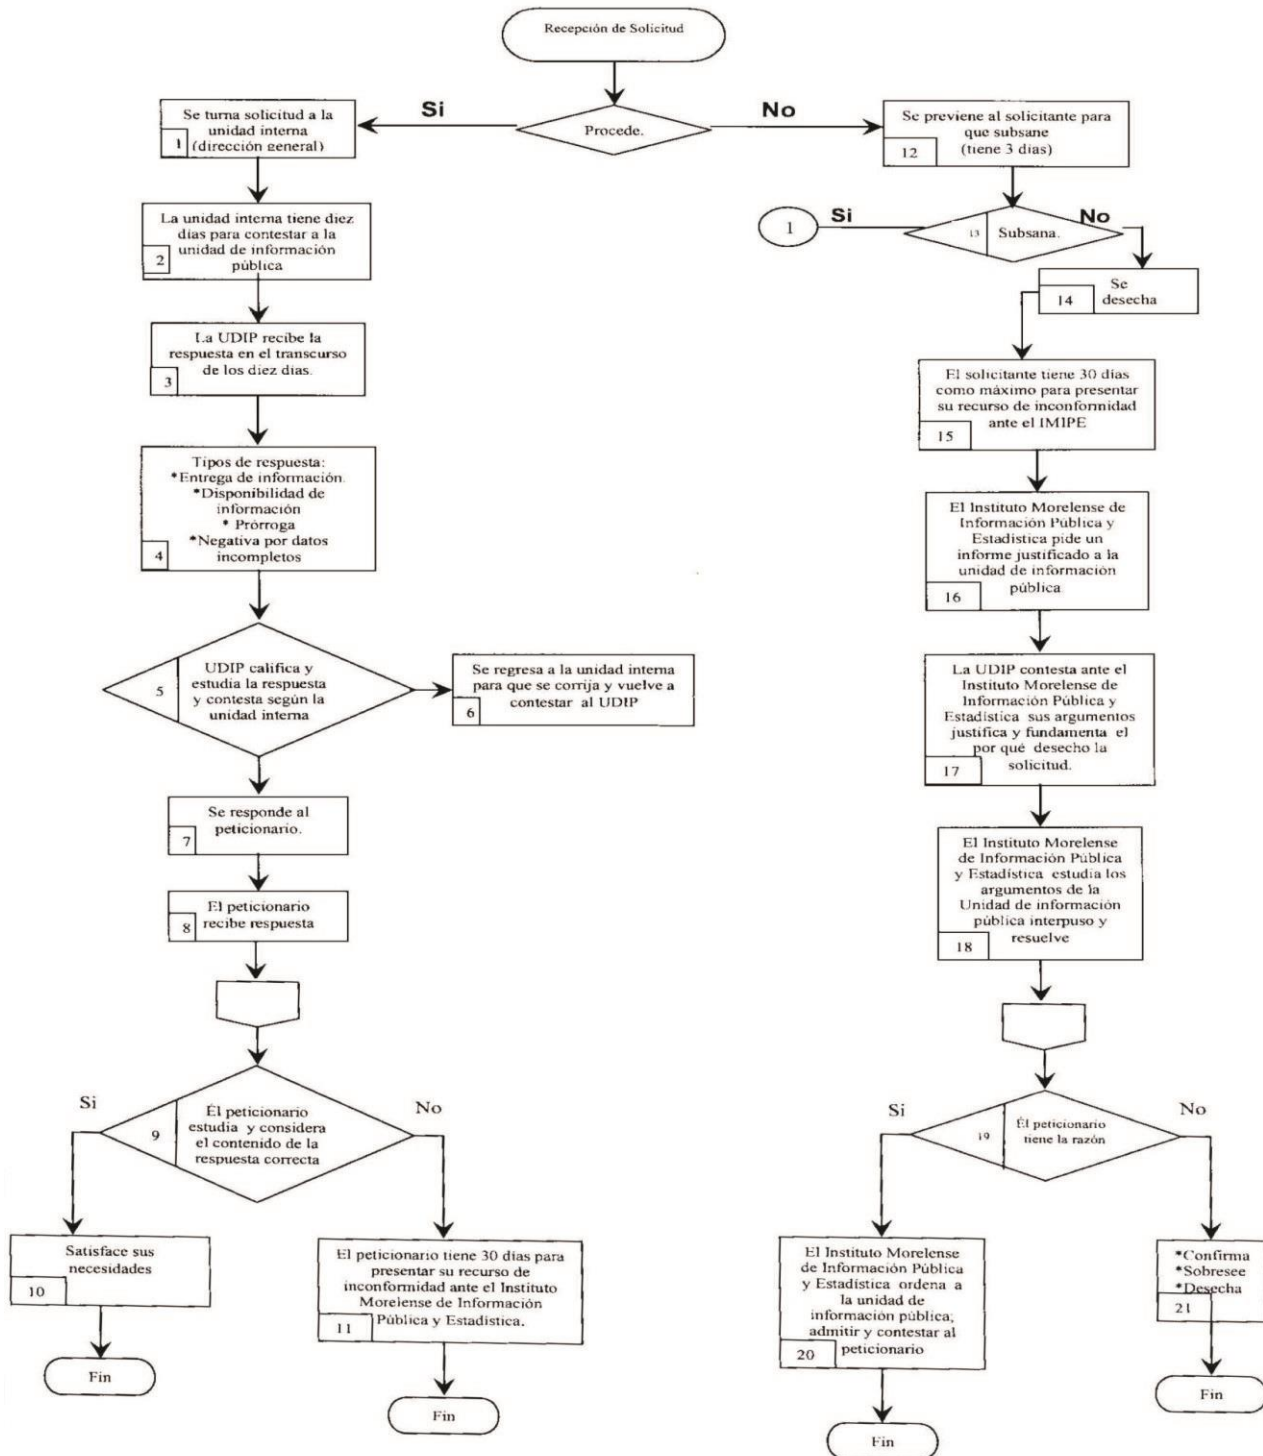 Recepción de Solicitud
Procede.
Si
No
Se turna solicitud a la
unidad interna
(dirección general)
1
La unidad interna tiene diez
días para contestar a la
unidad de información
pública
2
La UDIP recibe la
respuesta en el transcurso
de los diez días.
3
Tipos de respuesta:
*Entrega de información.
*Disponibilidad de
información
* Prórroga
*Negativa por datos
incompletos
4
UDIP califica y
estudia la respuesta
y contesta según la
unidad interna
5
Se regresa a la unidad interna
para que se corrija y vuelve a
contestar al UDIP
6
Se responde al
peticionario.
7
El peticionario
recibe respuesta
8
Si
No
Él peticionario
estudia y considera
el contenido de la
respuesta correcta
9
Satisface sus
necesidades
10
Fin
El peticionario tiene 30 días para
presentar su recurso de
inconformidad ante el Instituto
Morelense de Información
Pública y Estadística.
11
Fin
Se previene al solicitante para
que subsane
(tiene 3 días)
12
Si
No
1
13
Subsana.
Se
desecha
14
El solicitante tiene 30 días
como máximo para presentar
su recurso de inconformidad
ante el IMIPE
15
El Instituto Morelense de
Información Pública y
Estadística pide un
informe justificado a la
unidad de información
pública
16
La UDIP contesta ante el
Instituto Morelense de
Información Pública y
Estadística sus argumentos
justifica y fundamenta el
por qué desecho la
solicitud.
17
El Instituto Morelense
de Información Pública
y Estadística estudia los
argumentos de la
Unidad de información
pública interpuso y
resuelve
18
Si
No
Él peticionario
tiene la razón
19
El Instituto Morelense
de Información Pública
y Estadística ordena a
la unidad de
información pública,
admitir y contestar al
peticionario
20
Fin
*Confirma
*Sobresee
*Desecha
21
Fin